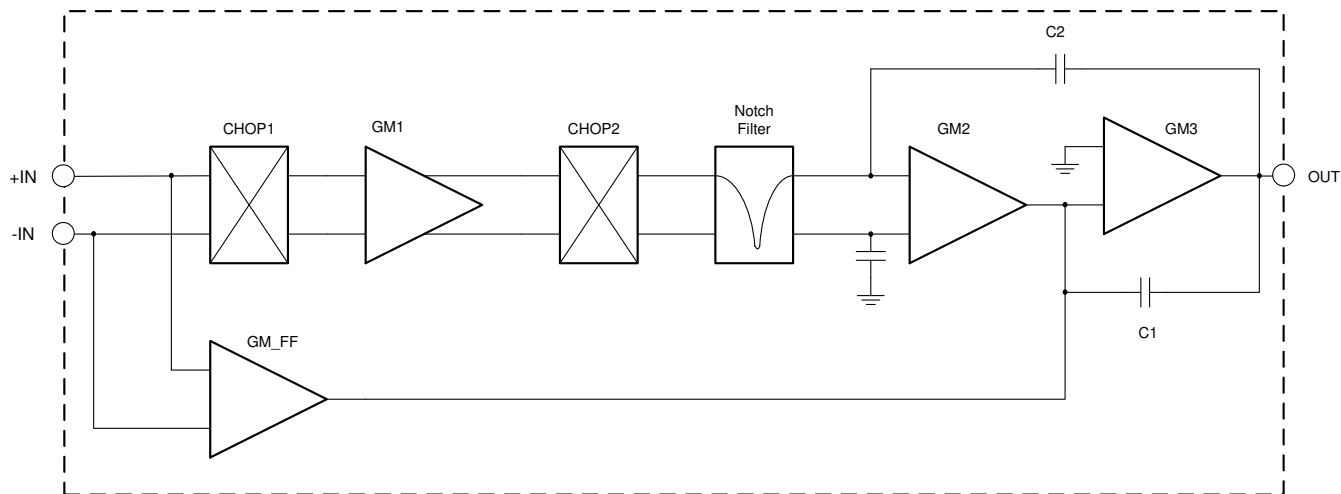 C2
Notch
Filter
CHOP1
GM1
CHOP2
GM2
GM3
+IN
OUT
-IN
C1
GM_FF